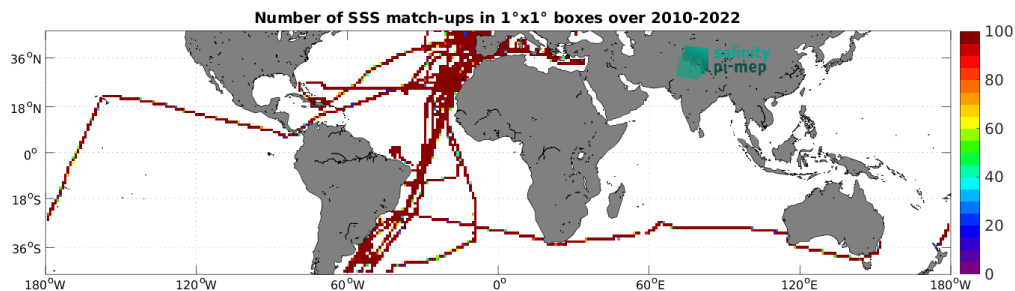 Number of SSS match-ups in 1°x1° boxes over 2010-2022
salinity
pi-mep
36°N
18°N
0°
18°S
36°S
180°W
120°W
60°W
0°
60°E
120°E
180°W
100
80
60
40
20
0